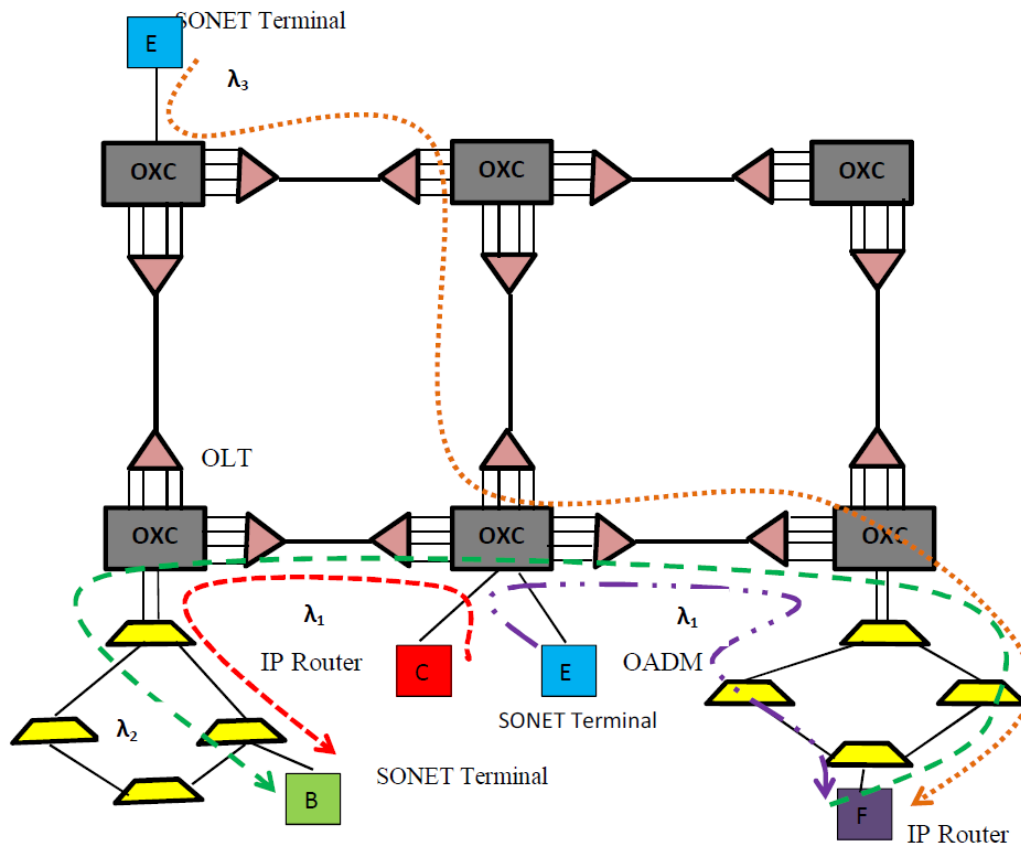 SONET Terminal
E
λ3
OXC
OXC
OXC
OLT
OXC
OXC
OXC
λ1
λ1
IP Router
C
E
OADM
λ2
SONET Terminal
SONET Terminal
B
F
IP Router